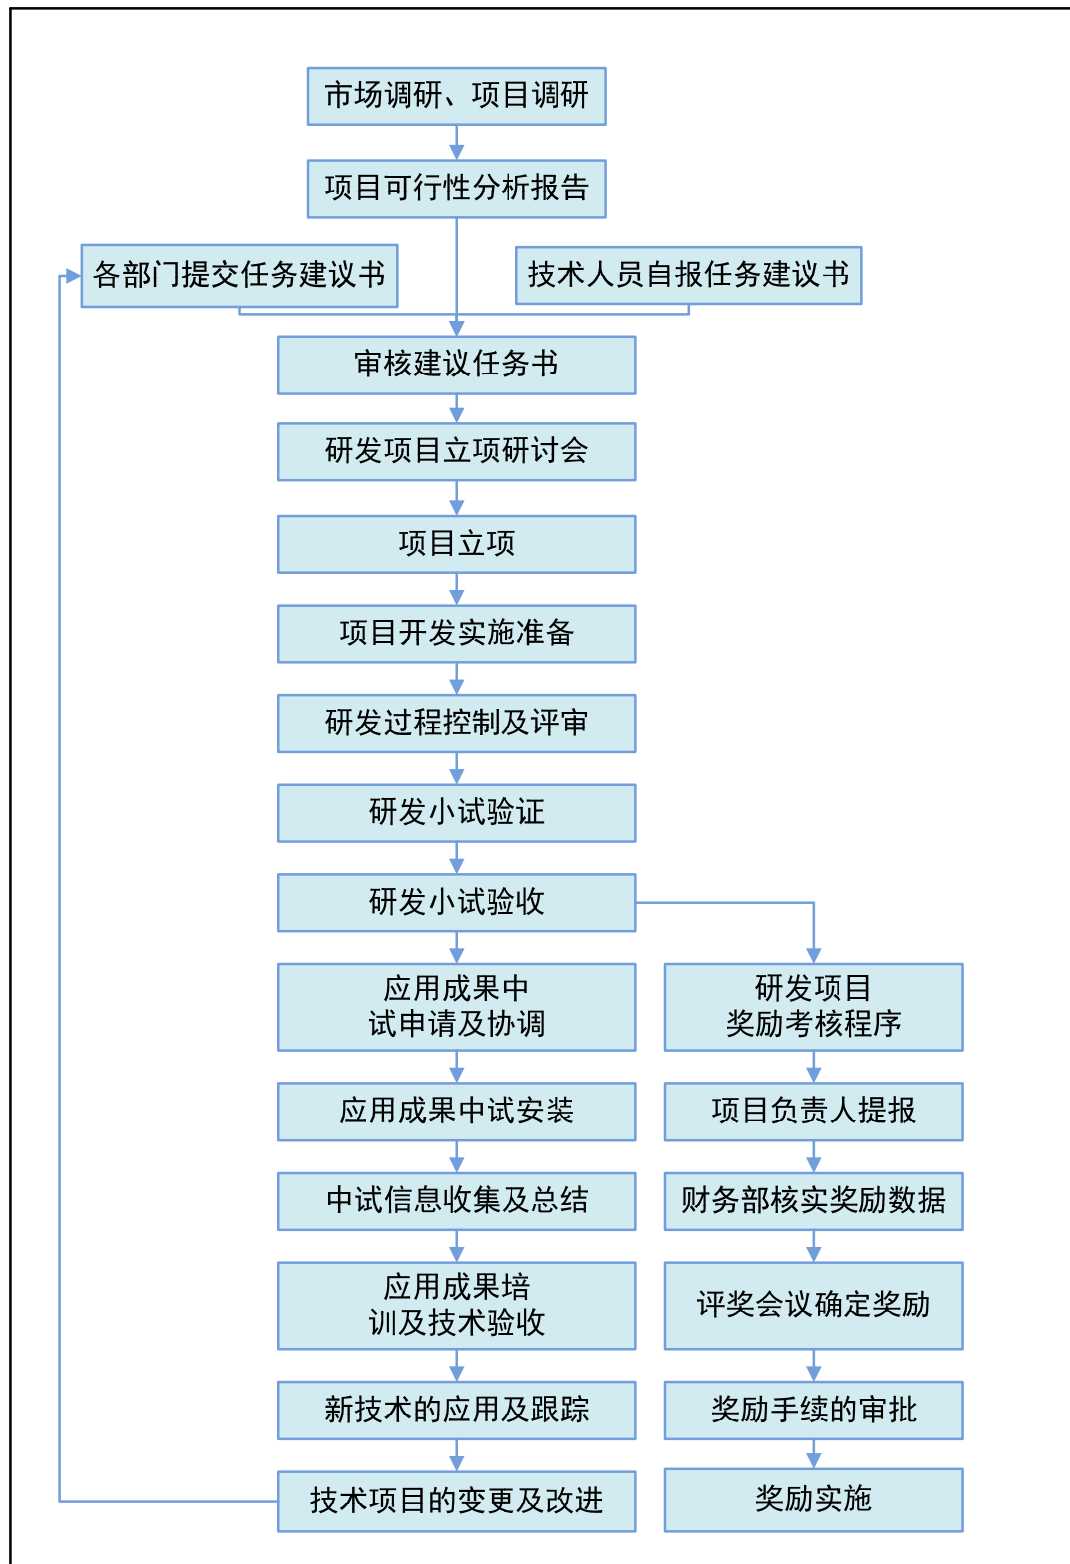 市场调研、项目调研
项目可行性分析报告
各部门提交任务建议书
技术人员自报任务建议书
审核建议任务书
研发项目立项研讨会
项目立项
项目开发实施准备
研发过程控制及评审
研发小试验证
研发小试验收
应用成果中
试申请及协调
研发项目
奖励考核程序
应用成果中试安装
项目负责人提报
中试信息收集及总结
财务部核实奖励数据
应用成果培
训及技术验收
评奖会议确定奖励
新技术的应用及跟踪
奖励手续的审批
技术项目的变更及改进
奖励实施